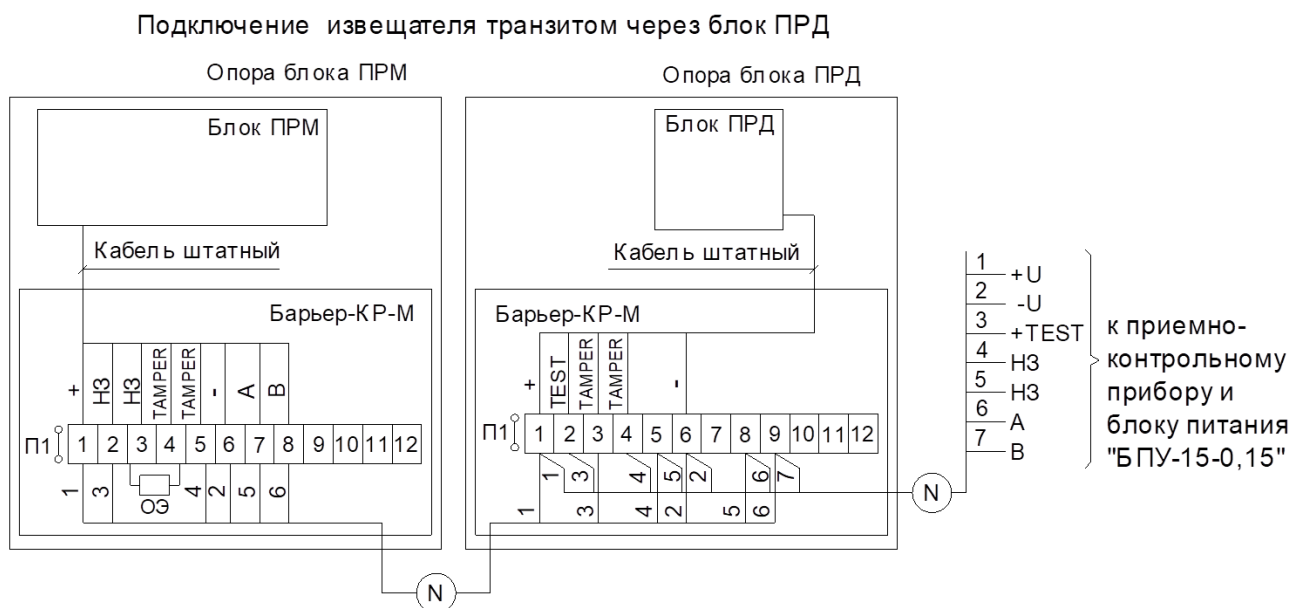 Подключение извещателя транзитом через блок ПРД
Опора блока ПРМ
Опора блока ПРД
Блок ПРМ
Блок ПРД
Кабель штатный
Кабель штатный
Барьер-КР-М
Барьер-КР-М
+ НЗ НЗ TAMPER TAMPER - A B
+ TEST TAMPER TAMPER -
П1 1 2 3 4 5 6 7 8 9 10 11 12
П1 1 2 3 4 5 6 7 8 9 10 11 12
1 3 ОЭ 4 2 5 6
1 3 4 5 2 6 7
1 3 4 2 5 6
N
N
1 +U
2 -U
3 +TEST
4 НЗ
5 НЗ
6 A
7 B
к приемно-
контрольному
прибору и
блоку питания
"БПУ-15-0,15"